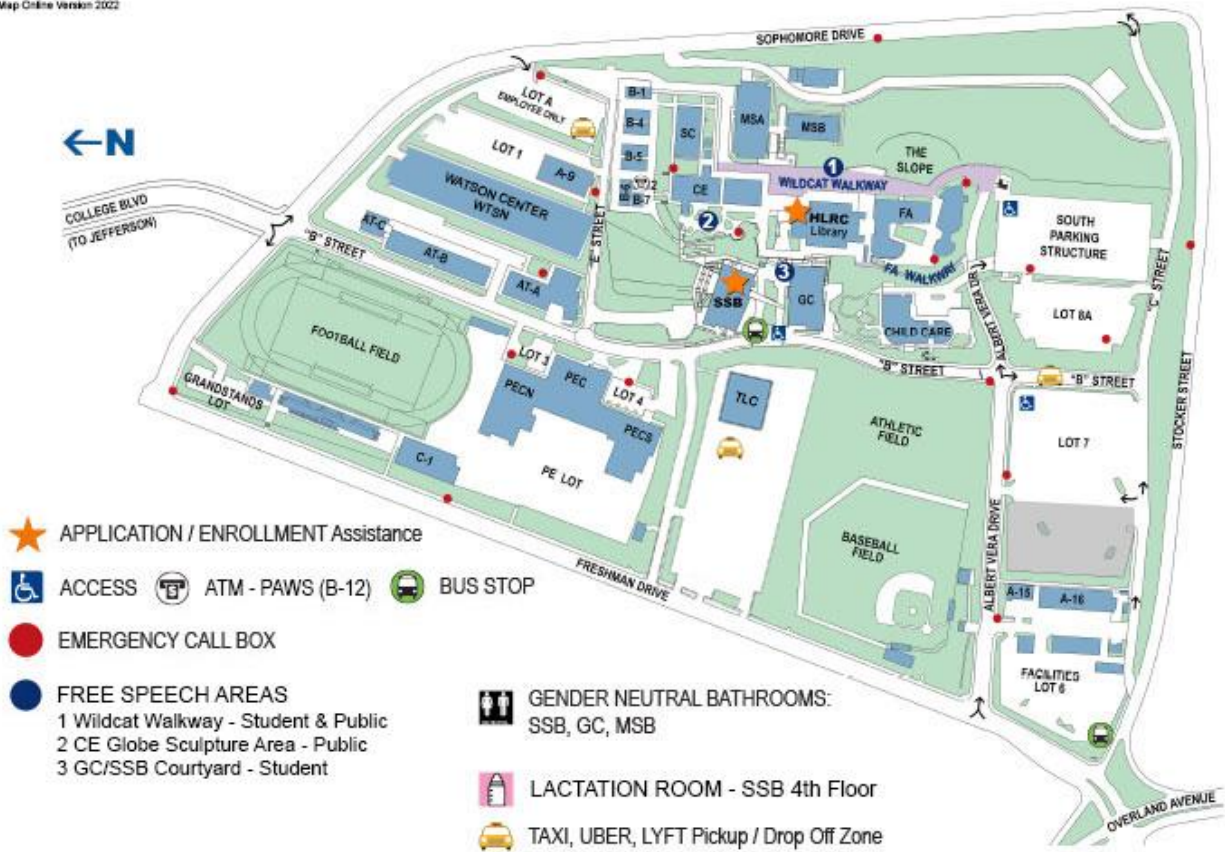 Map Online Version 2022
SOPHOMORE DRIVE
LOT A
EMPLOYEE ONLY
B-1
B-4
B-5
B-6
B-7
SC
MSA
MSB
←N
LOT 1
A-9
THE
SLOPE
1
WILDCAT WALKWAY
CE
COLLEGE BLVD
(TO JEFFERSON)
WATSON CENTER
WTSN
"E" STREET
2
HLRC
Library
FA
SOUTH
PARKING
STRUCTURE
AT-C
AT-B
AT-A
"B" STREET
3
FA WALKWAY
SSB
GC
ALBERT VERA DR
"C" STREET
LOT 8A
CHILD CARE
FOOTBALL FIELD
LOT 3
PEC
PECN
LOT 4
PECS
"B" STREET
"B" STREET
GRANDSTANDS
LOT
TLC
ATHLETIC
FIELD
LOT 7
STOCKER STREET
C-1
PE LOT
BASEBALL
FIELD
ALBERT VERA DRIVE
FRESHMAN DRIVE
A-15
A-16
FACILITIES
LOT 6
OVERLAND AVENUE
APPLICATION / ENROLLMENT Assistance
ACCESS ATM - PAWS (B-12) BUS STOP
EMERGENCY CALL BOX
FREE SPEECH AREAS
1 Wildcat Walkway - Student & Public
2 CE Globe Sculpture Area - Public
3 GC/SSB Courtyard - Student
GENDER NEUTRAL BATHROOMS:
SSB, GC, MSB
LACTATION ROOM - SSB 4th Floor
TAXI, UBER, LYFT Pickup / Drop Off Zone